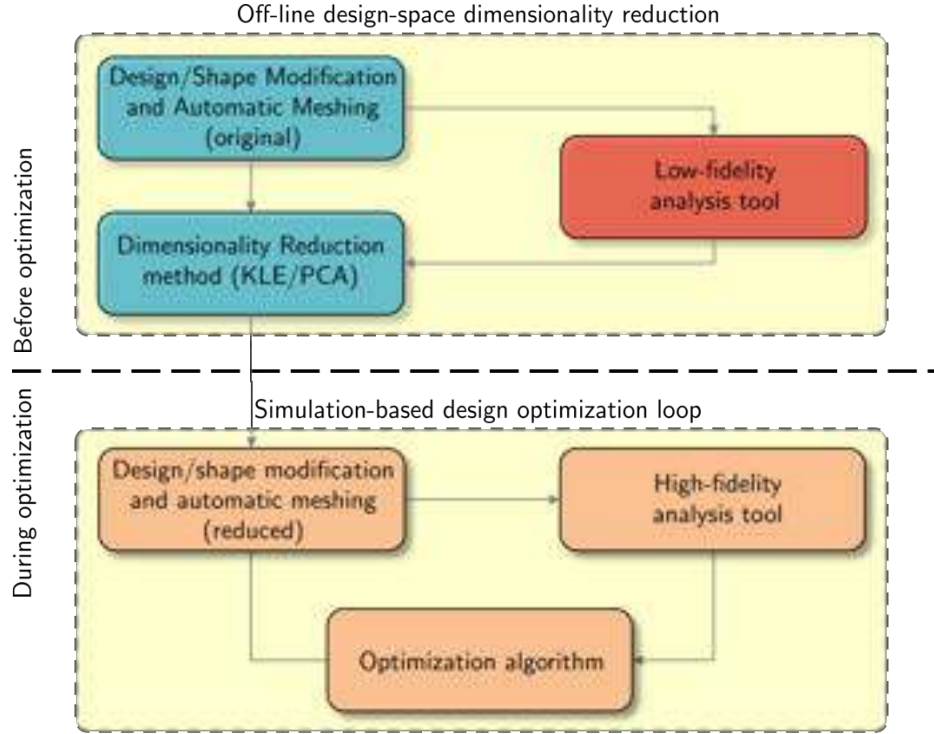 Off-line design-space dimensionality reduction
Before optimization
Design/Shape Modification
and Automatic Meshing
(original)
Low-fidelity
analysis tool
Dimensionality Reduction
method (KLE/PCA)
During optimization
Simulation-based design optimization loop
Design/shape modification
and automatic meshing
(reduced)
High-fidelity
analysis tool
Optimization algorithm